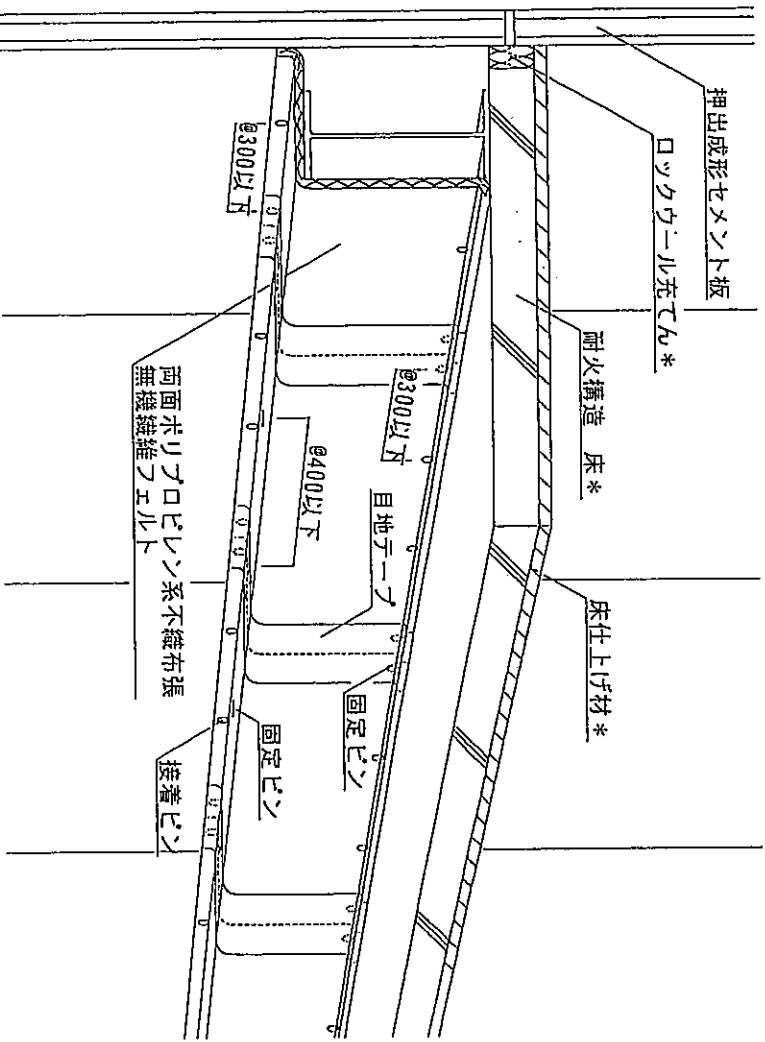 押出成形セメント板
ロックウール充てん*
耐火構造 床*
床仕上げ材*
@300以下
@300以下
@400以下
目地テープ
固定ピン
固定ピン
接着ピン
両面ポリプロピレン系不織布張
無機繊維フェルト